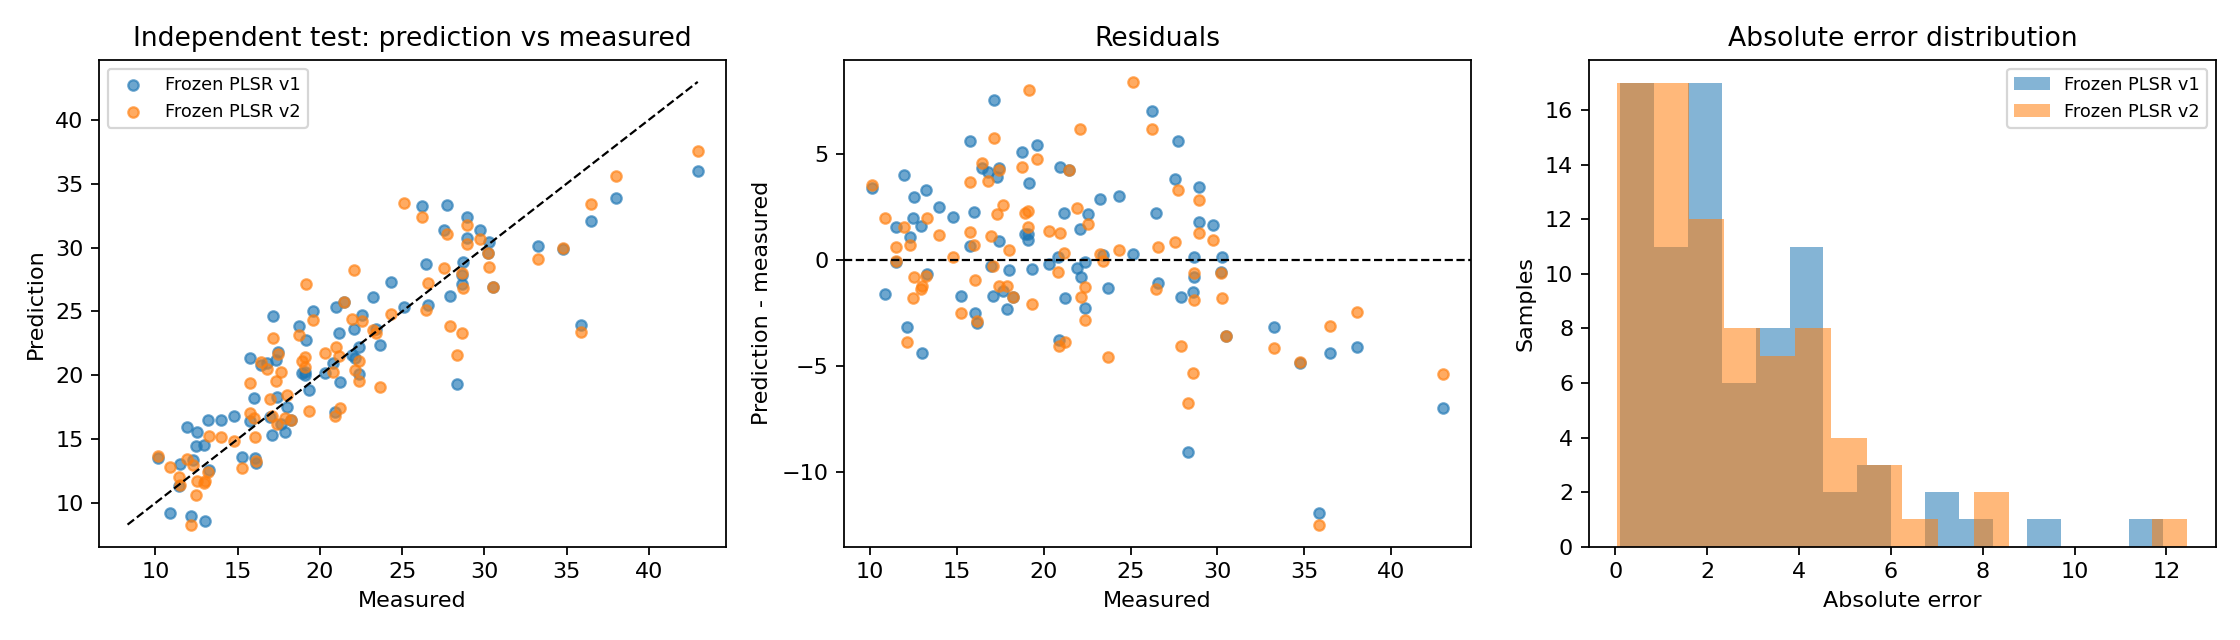 Independent test: prediction vs measured
Frozen PLSR v1
Frozen PLSR v2
Prediction
40
35
30
25
20
15
10
10 15 20 25 30 35 40
Measured
Residuals
Prediction - measured
5
0
−5
−10
10 15 20 25 30 35 40
Measured
Absolute error distribution
Frozen PLSR v1
Frozen PLSR v2
Samples
16
14
12
10
8
6
4
2
0
0 2 4 6 8 10 12
Absolute error